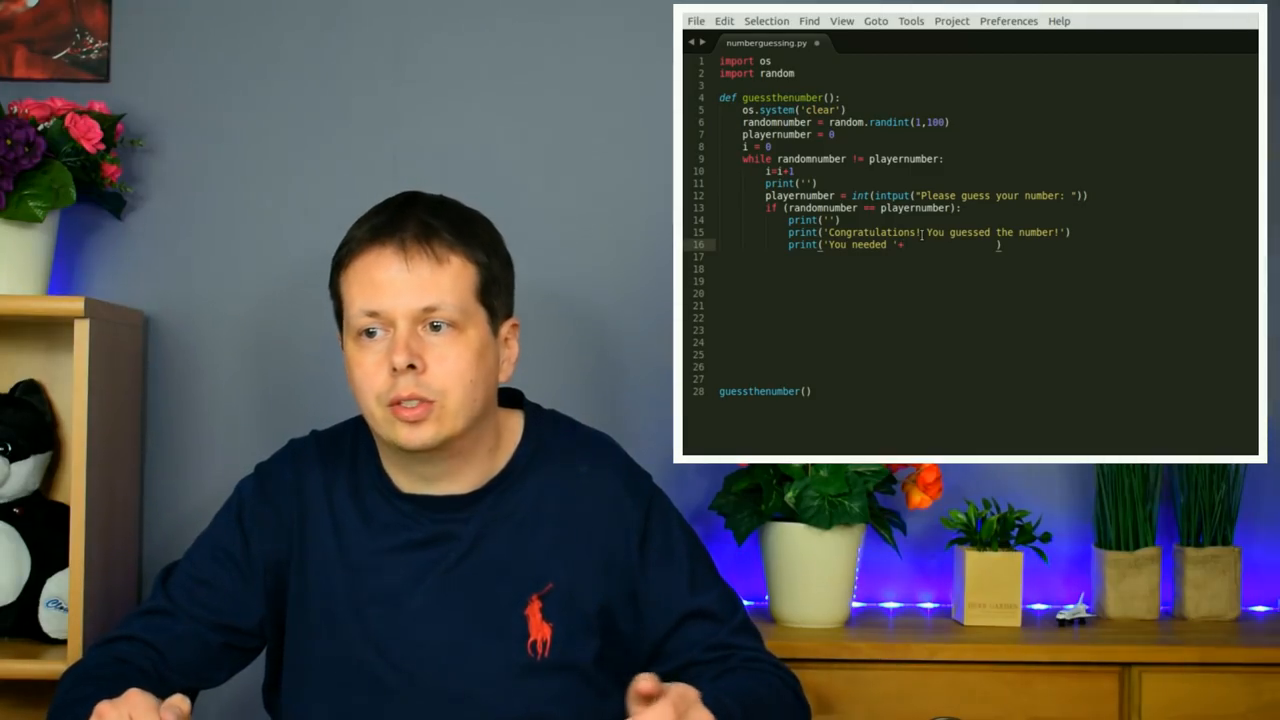 File Edit Selection Find View Goto Tools Project Preferences Help
numberguessing.py
1 import os
2 import random
3
4 def guessthenumber():
5 os.system('clear')
6 randomnumber = random.randint(1,100)
7 playernumber = 0
8 i = 0
9 while randomnumber != playernumber:
10 i=i+1
11 print('')
12 playernumber = int(intput("Please guess your number: "))
13 if (randomnumber == playernumber):
14 print('')
15 print('Congratulations! You guessed the number!')
16 print('You needed '+ )
17
18
19
20
21
22
23
24
25
26
27
28 guessthenumber()